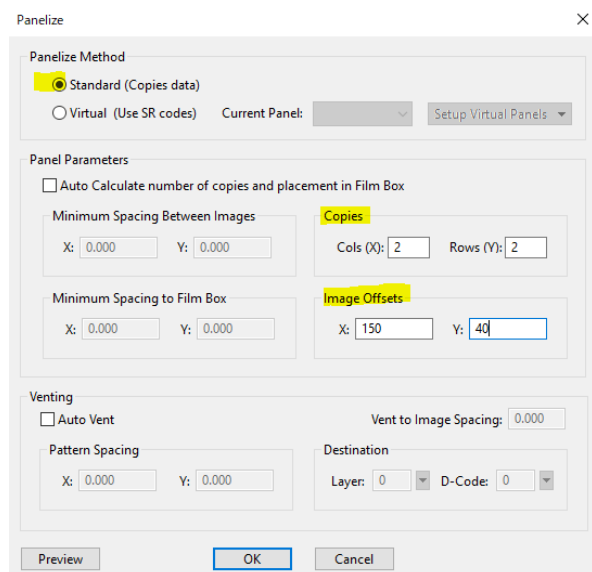 Panelize
Panelize Method
Standard (Copies data)
Virtual (Use SR codes) Current Panel: Setup Virtual Panels
Panel Parameters
Auto Calculate number of copies and placement in Film Box
Minimum Spacing Between Images Copies
X: 0.000 Y: 0.000 Cols (X): 2 Rows (Y): 2
Minimum Spacing to Film Box Image Offsets
X: 0.000 Y: 0.000 X: 150 Y: 40
Venting
Auto Vent Vent to Image Spacing: 0.000
Pattern Spacing Destination
X: 0.000 Y: 0.000 Layer: 0 D-Code: 0
Preview OK Cancel